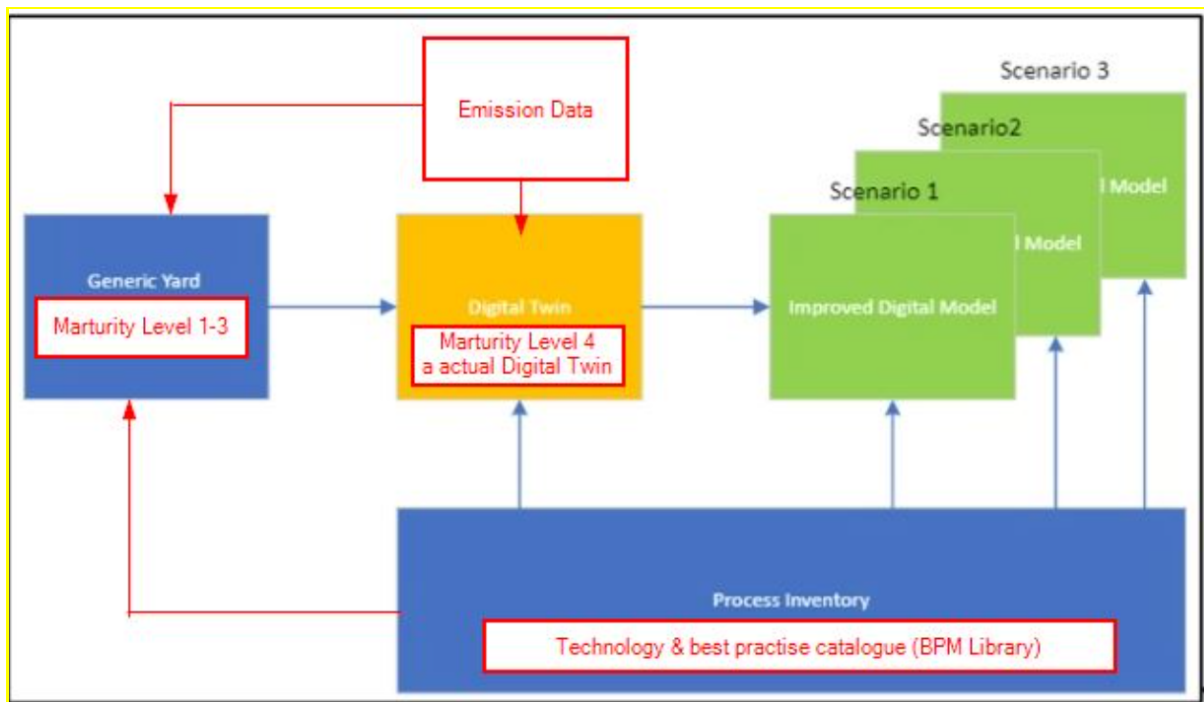 Emission Data
Scenario 3
Scenario2
Scenario 1
l Model
l Model
Generic Yard
Marturity Level 1-3
Digital Twin
Marturity Level 4
a actual Digital Twin
Improved Digital Model
Process Inventory
Technology & best practise catalogue (BPM Library)